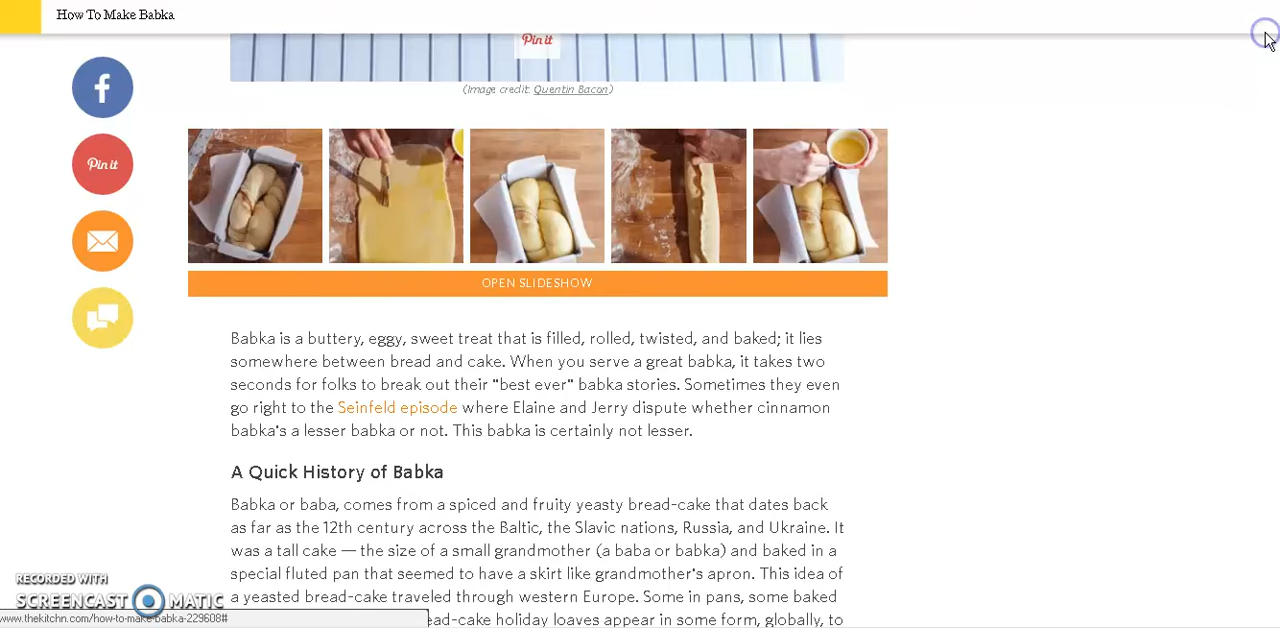 How To Make Babka
Pin it
(Image credit: Quentin Bacon)
f
Pin it
OPEN SLIDESHOW
Babka is a buttery, eggy, sweet treat that is filled, rolled, twisted, and baked; it lies
somewhere between bread and cake. When you serve a great babka, it takes two
seconds for folks to break out their "best ever" babka stories. Sometimes they even
go right to the Seinfeld episode where Elaine and Jerry dispute whether cinnamon
babka's a lesser babka or not. This babka is certainly not lesser.
A Quick History of Babka
Babka or baba, comes from a spiced and fruity yeasty bread-cake that dates back
as far as the 12th century across the Baltic, the Slavic nations, Russia, and Ukraine. It
was a tall cake — the size of a small grandmother (a baba or babka) and baked in a
special fluted pan that seemed to have a skirt like grandmother's apron. This idea of
a yeasted bread-cake traveled through western Europe. Some in pans, some baked
ead-cake holiday loaves appear in some form, globally, to
RECORDED WITH
SCREENCAST MATIC
www.thekitchn.com/how-to-make-babka-229608#